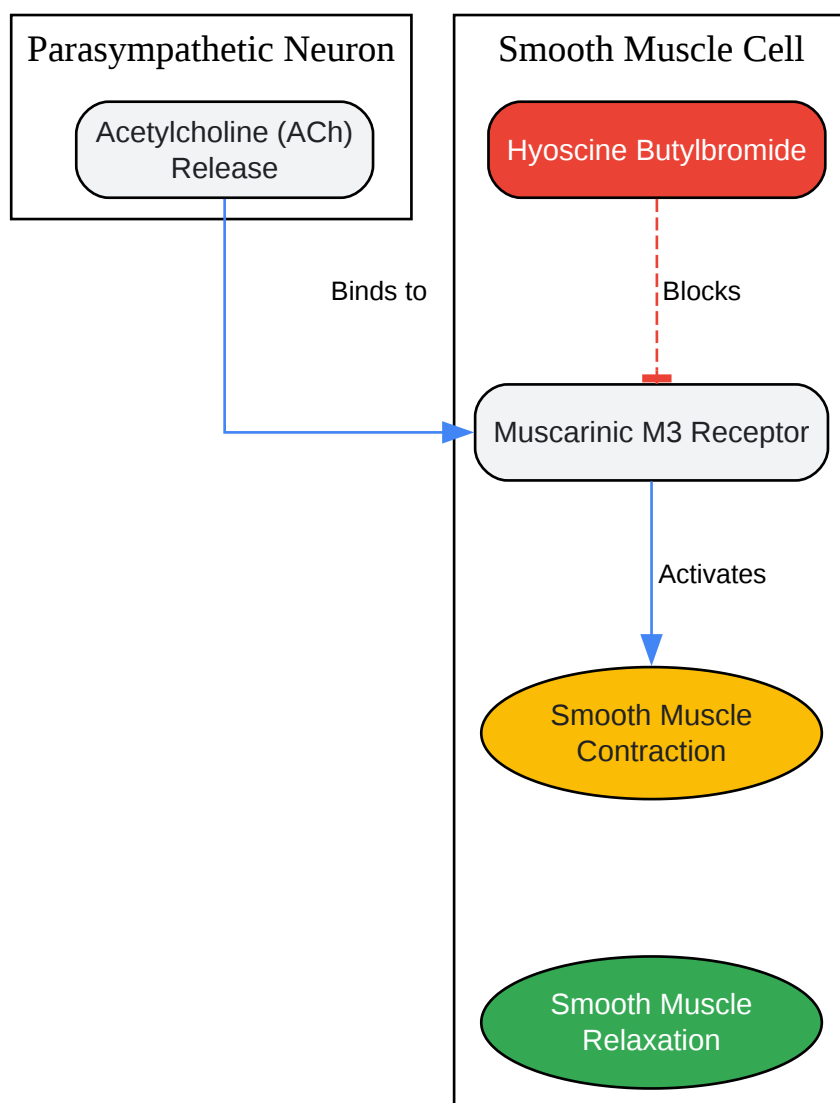 Parasympathetic Neuron
Acetylcholine (ACh)
Release
Smooth Muscle Cell
Hyoscine Butylbromide
Binds to
Blocks
Muscarinic M3 Receptor
Activates
Smooth Muscle
Contraction
Smooth Muscle
Relaxation